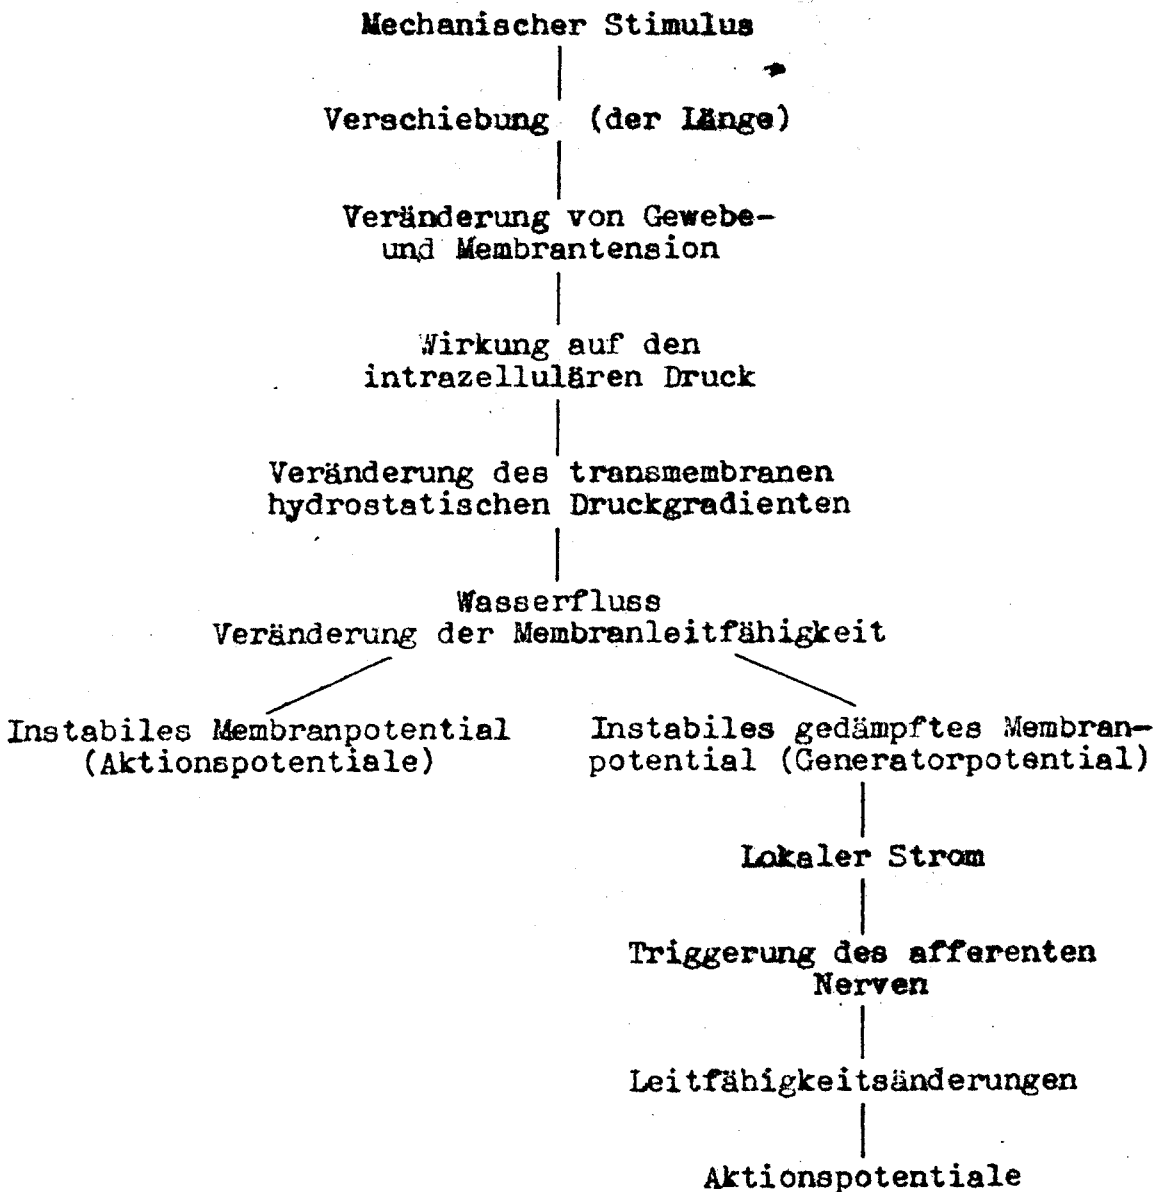 Mechanischer Stimulus
Verschiebung (der Länge)
Veränderung von Gewebe-
und Membrantension
Wirkung auf den
intrazellulären Druck
Veränderung des transmembranen
hydrostatischen Druckgradienten
Wasserfluss
Veränderung der Membranleitfähigkeit
Instabiles Membranpotential
(Aktionspotentiale)
Instabiles gedämpftes Membran-
potential (Generatorpotential)
Lokaler Strom
Triggerung des afferenten
Nerven
Leitfähigkeitsänderungen
Aktionspotentiale